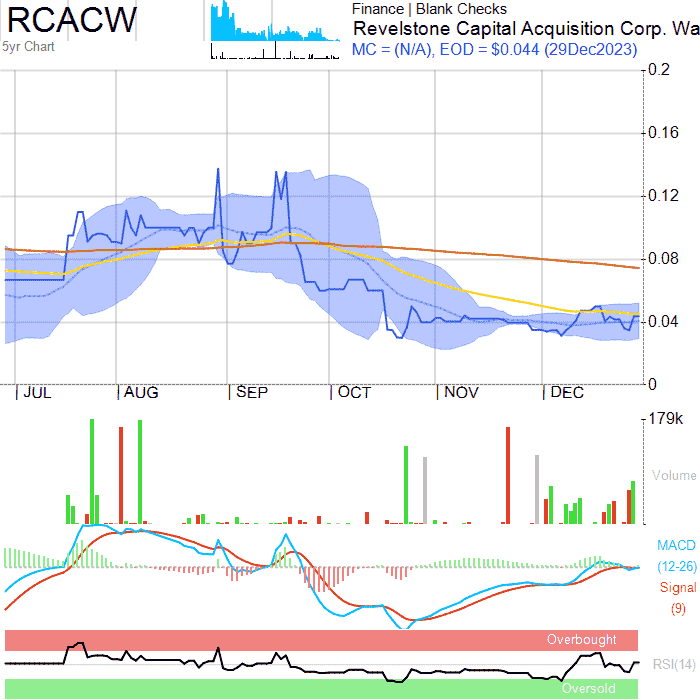 RCACW
5yr Chart
Finance | Blank Checks
Revelstone Capital Acquisition Corp. Wa
MC = (N/A), EOD = $0.044 (29Dec2023)
0.2
0.16
0.12
0.08
0.04
0
JUL AUG SEP OCT NOV DEC
179k
Volume
MACD
(12-26)
Signal
(9)
Overbought
RSI(14)
Oversold